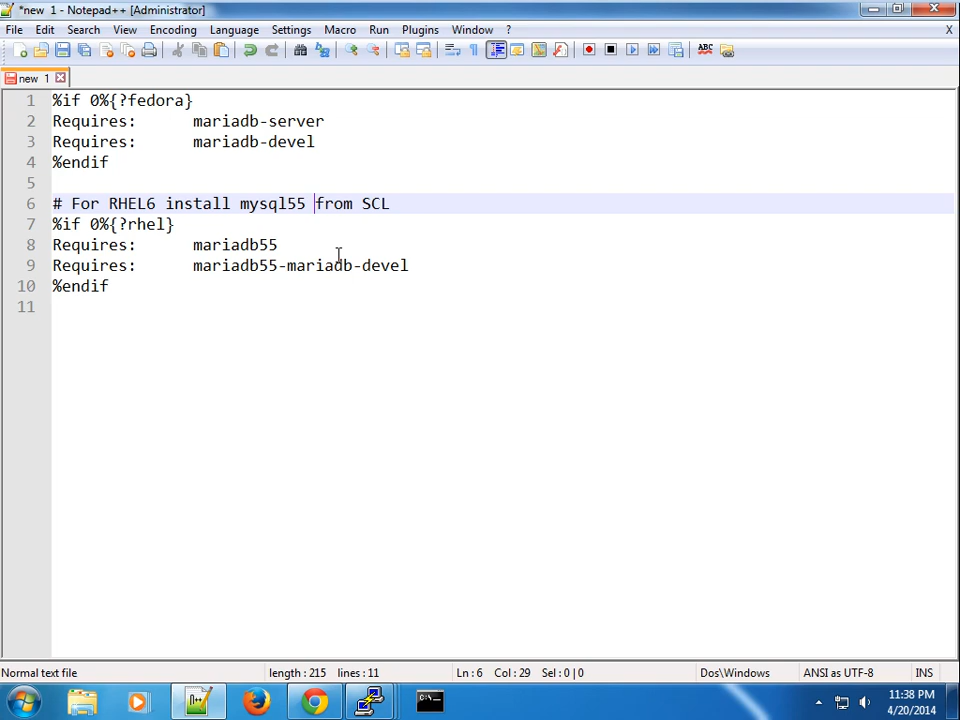 *new  1 - Notepad++ [Administrator]
File Edit Search View Encoding Language Settings Macro Run Plugins Window ? X
ABC
new  1
1 %if 0%{?fedora}
2 Requires:      mariadb-server
3 Requires:      mariadb-devel
4 %endif
5
6 # For RHEL6 install mysql55 from SCL
7 %if 0%{?rhel}
8 Requires:      mariadb55
9 Requires:      mariadb55-mariadb-devel
10 %endif
11
Normal text file length : 215 lines : 11 Ln : 6 Col : 29 Sel : 0 | 0 Dos\Windows ANSI as UTF-8 INS
C:\_
11:38 PM
4/20/2014